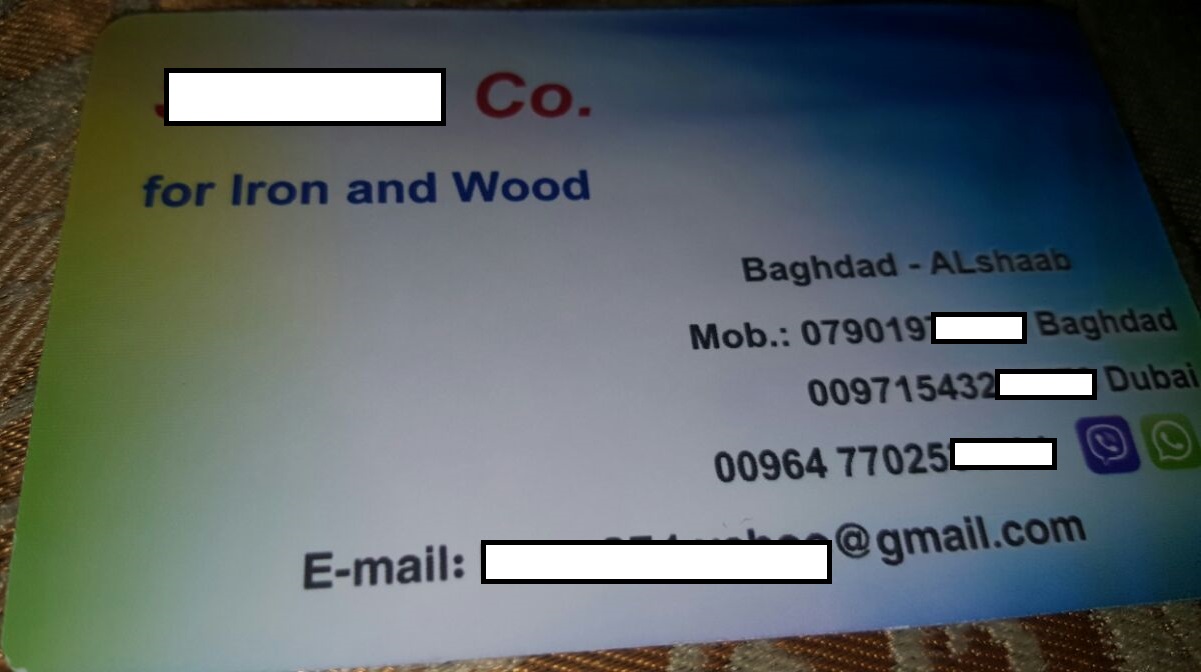 Co.
for Iron and Wood
Baghdad - ALshaab
Mob.: 079019 Baghdad
009715432 Dubai
00964 77025
E-mail: @gmail.com